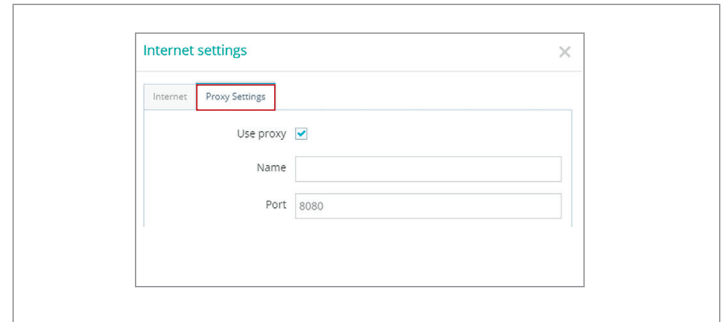 Internet settings
Internet Proxy Settings
Use proxy
Name
Port 8080